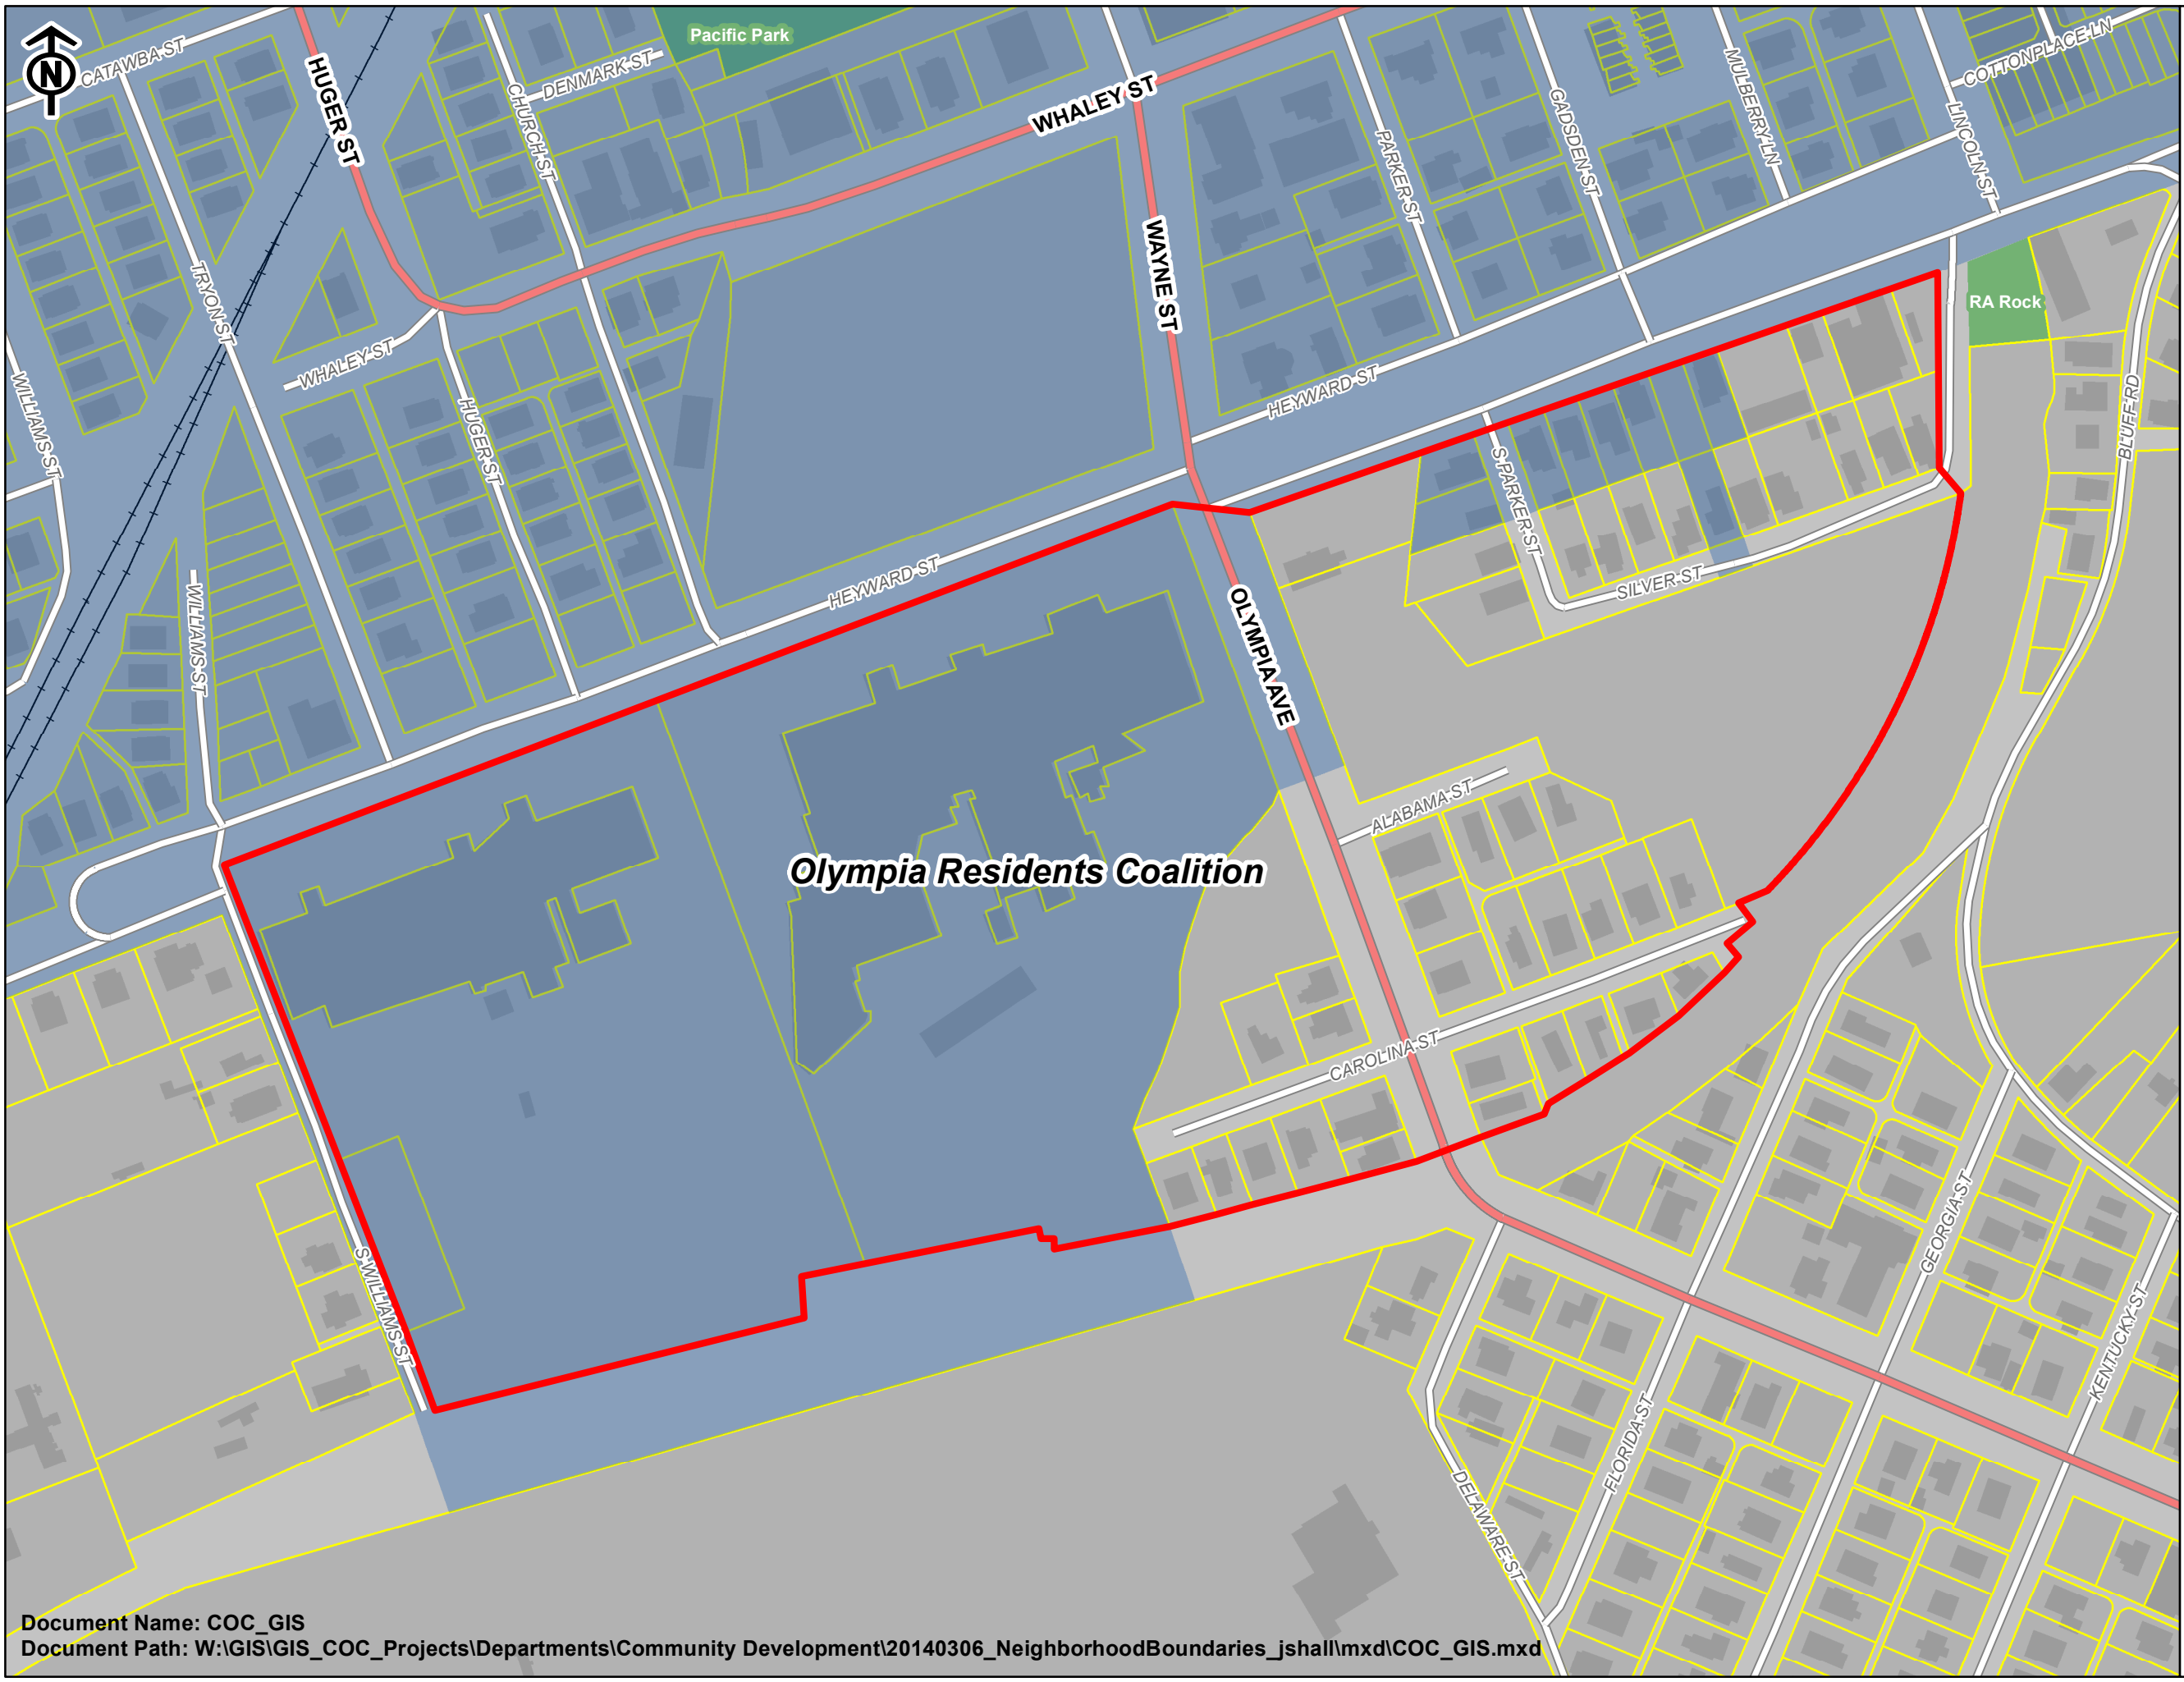 Pacific Park
N
CATAWBA ST
HUGER ST
CHURCH ST
DENMARK ST
WHALEY ST
MULBERRY LN
COTTONPLACE LN
GADSDEN ST
LINCOLN ST
PARKER ST
WAYNE ST
TRYON ST
RA Rock
WHALEY ST
WILLIAMS ST
HUGER ST
HEYWARD ST
BLUFF RD
S PARKER ST
HEYWARD ST
SILVER ST
WILLIAMS ST
OLYMPIA AVE
ALABAMA ST
Olympia Residents Coalition
CAROLINA ST
S WILLIAMS ST
GEORGIA ST
KENTUCKY ST
FLORIDA ST
DELAWARE ST
Document Name: COC_GIS
Document Path: W:\GIS\GIS_COC_Projects\Departments\Community Development\20140306_NeighborhoodBoundaries_jshall\mxd\COC_GIS.mxd